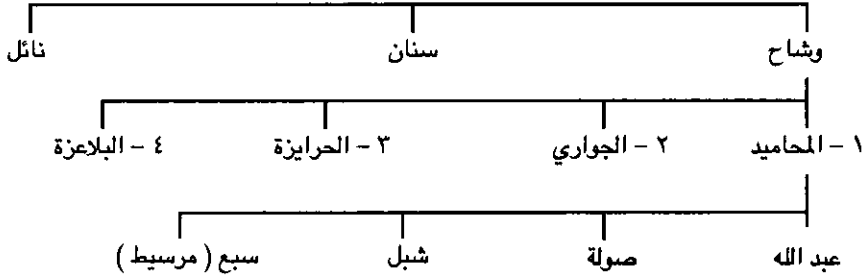 وشاح سنان نائل
١ - المحاميد ٢ - الجواري ٣ - الحرايزة ٤ - البلاعزة
عبد الله صولة شبل سبع (مرسيط)